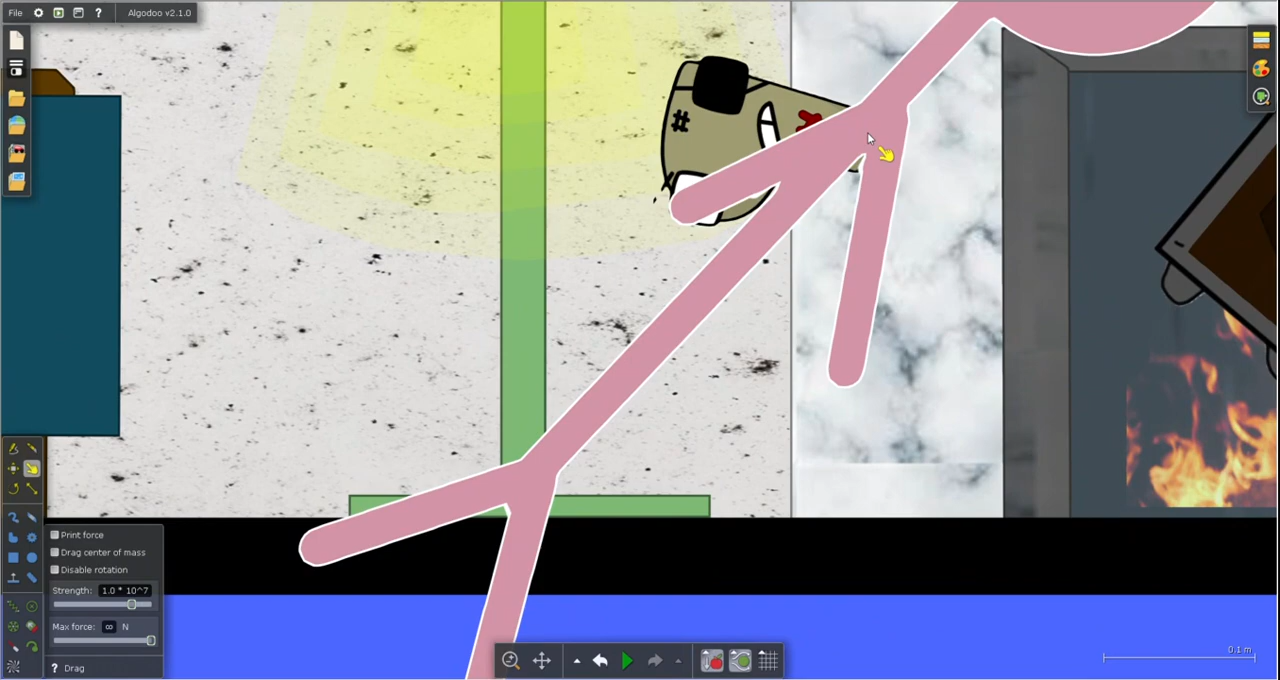 File ? Algodoo v2.1.0
#
Print force
Drag center of mass
Disable rotation
Strength: 1.0 * 10^7
Max force: ∞ N
? Drag
0.1 m